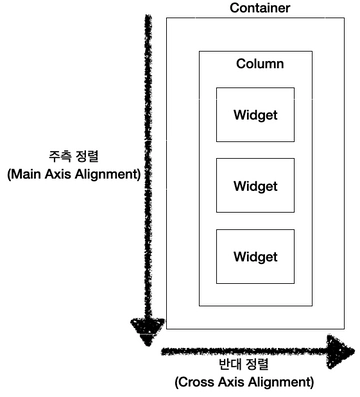 Container
Column
Widget
Widget
Widget
주축 정렬
(Main Axis Alignment)
반대 정렬
(Cross Axis Alignment)